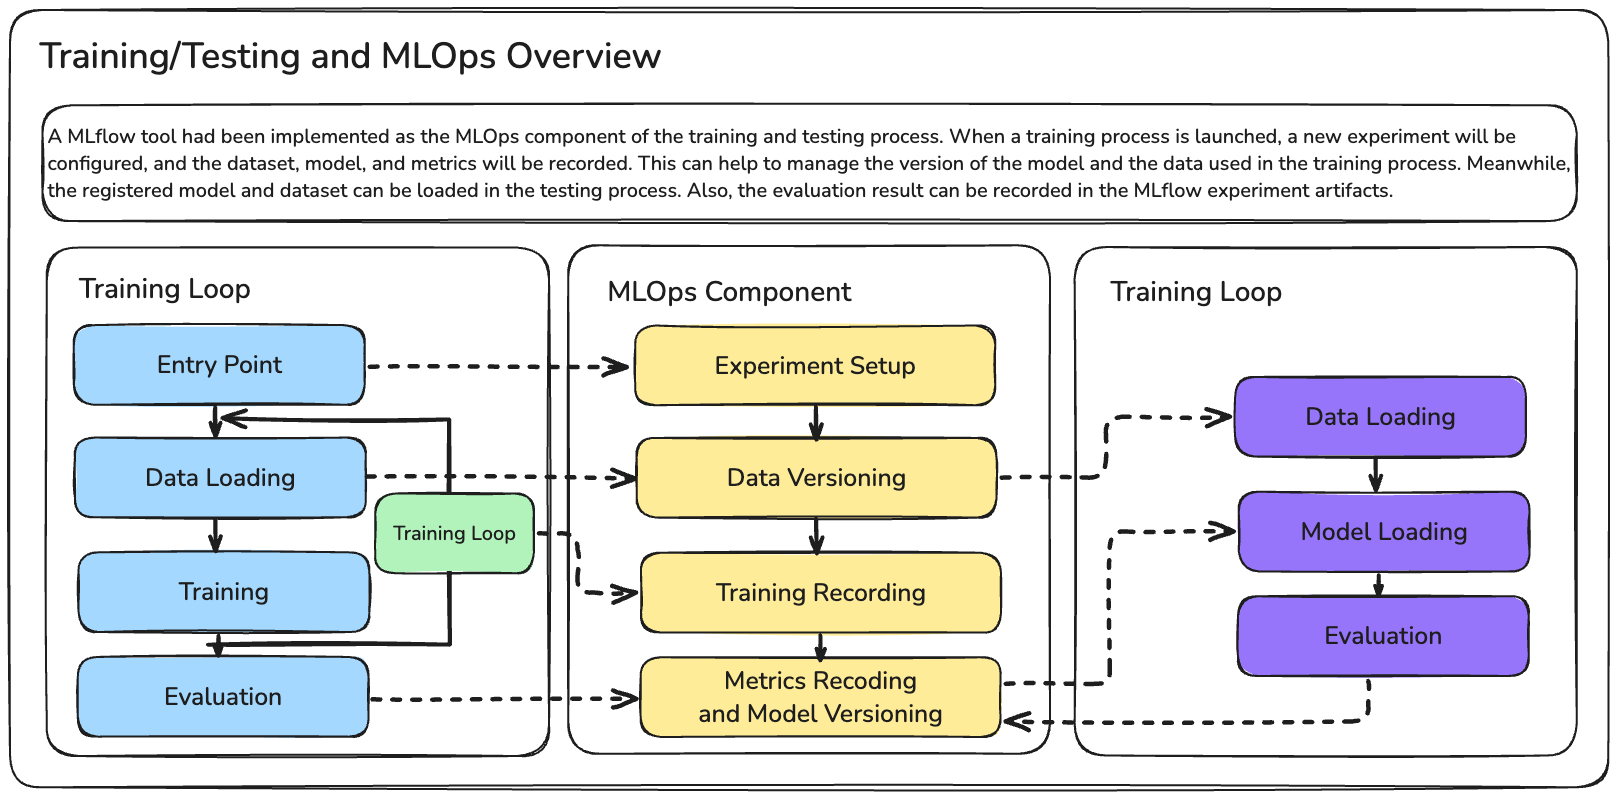 Training/Testing and MLOps Overview
A MLflow tool had been implemented as the MLOps component of the training and testing process. When a training process is launched, a new experiment will be
configured, and the dataset, model, and metrics will be recorded. This can help to manage the version of the model and the data used in the training process. Meanwhile,
the registered model and dataset can be loaded in the testing process. Also, the evaluation result can be recorded in the MLflow experiment artifacts.
Training Loop
Entry Point
Data Loading
Training Loop
Training
Evaluation
MLOps Component
Experiment Setup
Data Versioning
Training Recording
Metrics Recoding
and Model Versioning
Training Loop
Data Loading
Model Loading
Evaluation